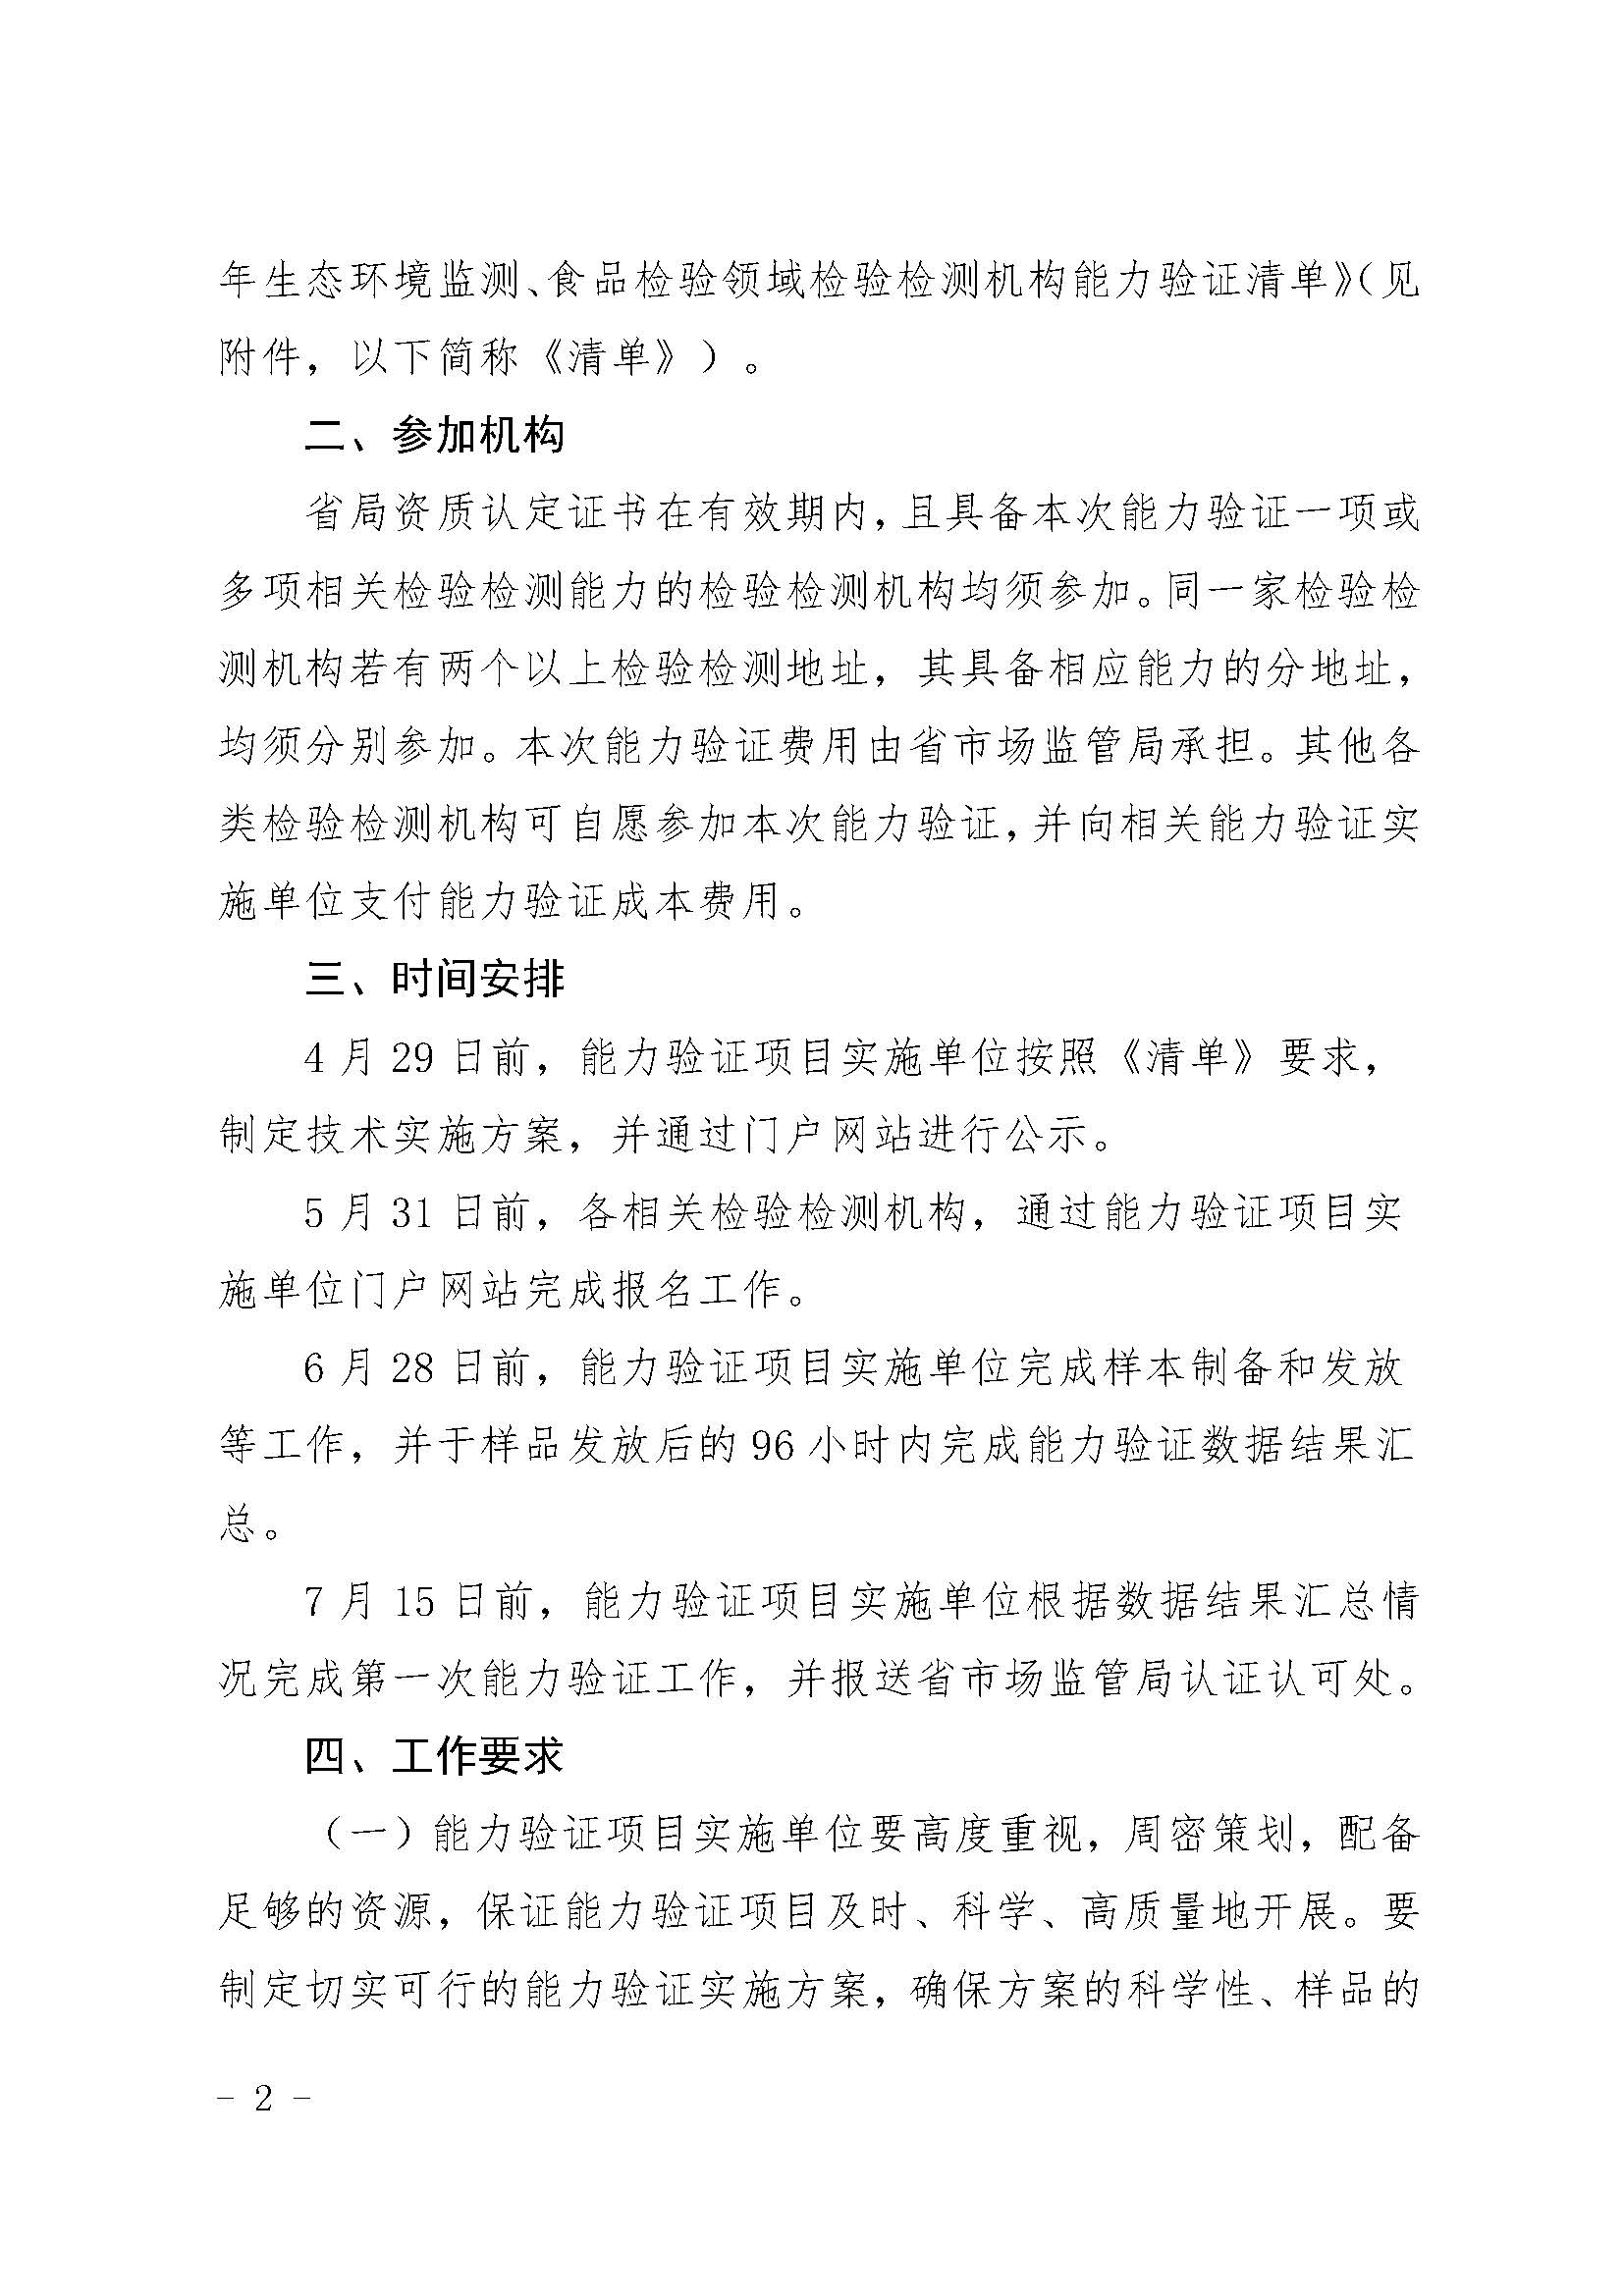 年生态环境监测、食品检验领域检验检测机构能力验证清单》（见
附件，以下简称《清单》）。
二、参加机构
省局资质认定证书在有效期内，且具备本次能力验证一项或
多项相关检验检测能力的检验检测机构均须参加。同一家检验检
测机构若有两个以上检验检测地址，其具备相应能力的分地址，
均须分别参加。本次能力验证费用由省市场监管局承担。其他各
类检验检测机构可自愿参加本次能力验证，并向相关能力验证实
施单位支付能力验证成本费用。
三、时间安排
4 月 29 日前，能力验证项目实施单位按照《清单》要求，
制定技术实施方案，并通过门户网站进行公示。
5 月 31 日前，各相关检验检测机构，通过能力验证项目实
施单位门户网站完成报名工作。
6 月 28 日前，能力验证项目实施单位完成样本制备和发放
等工作，并于样品发放后的 96 小时内完成能力验证数据结果汇
总。
7 月 15 日前，能力验证项目实施单位根据数据结果汇总情
况完成第一次能力验证工作，并报送省市场监管局认证认可处。
四、工作要求
（一）能力验证项目实施单位要高度重视，周密策划，配备
足够的资源，保证能力验证项目及时、科学、高质量地开展。要
制定切实可行的能力验证实施方案，确保方案的科学性、样品的
- 2 -